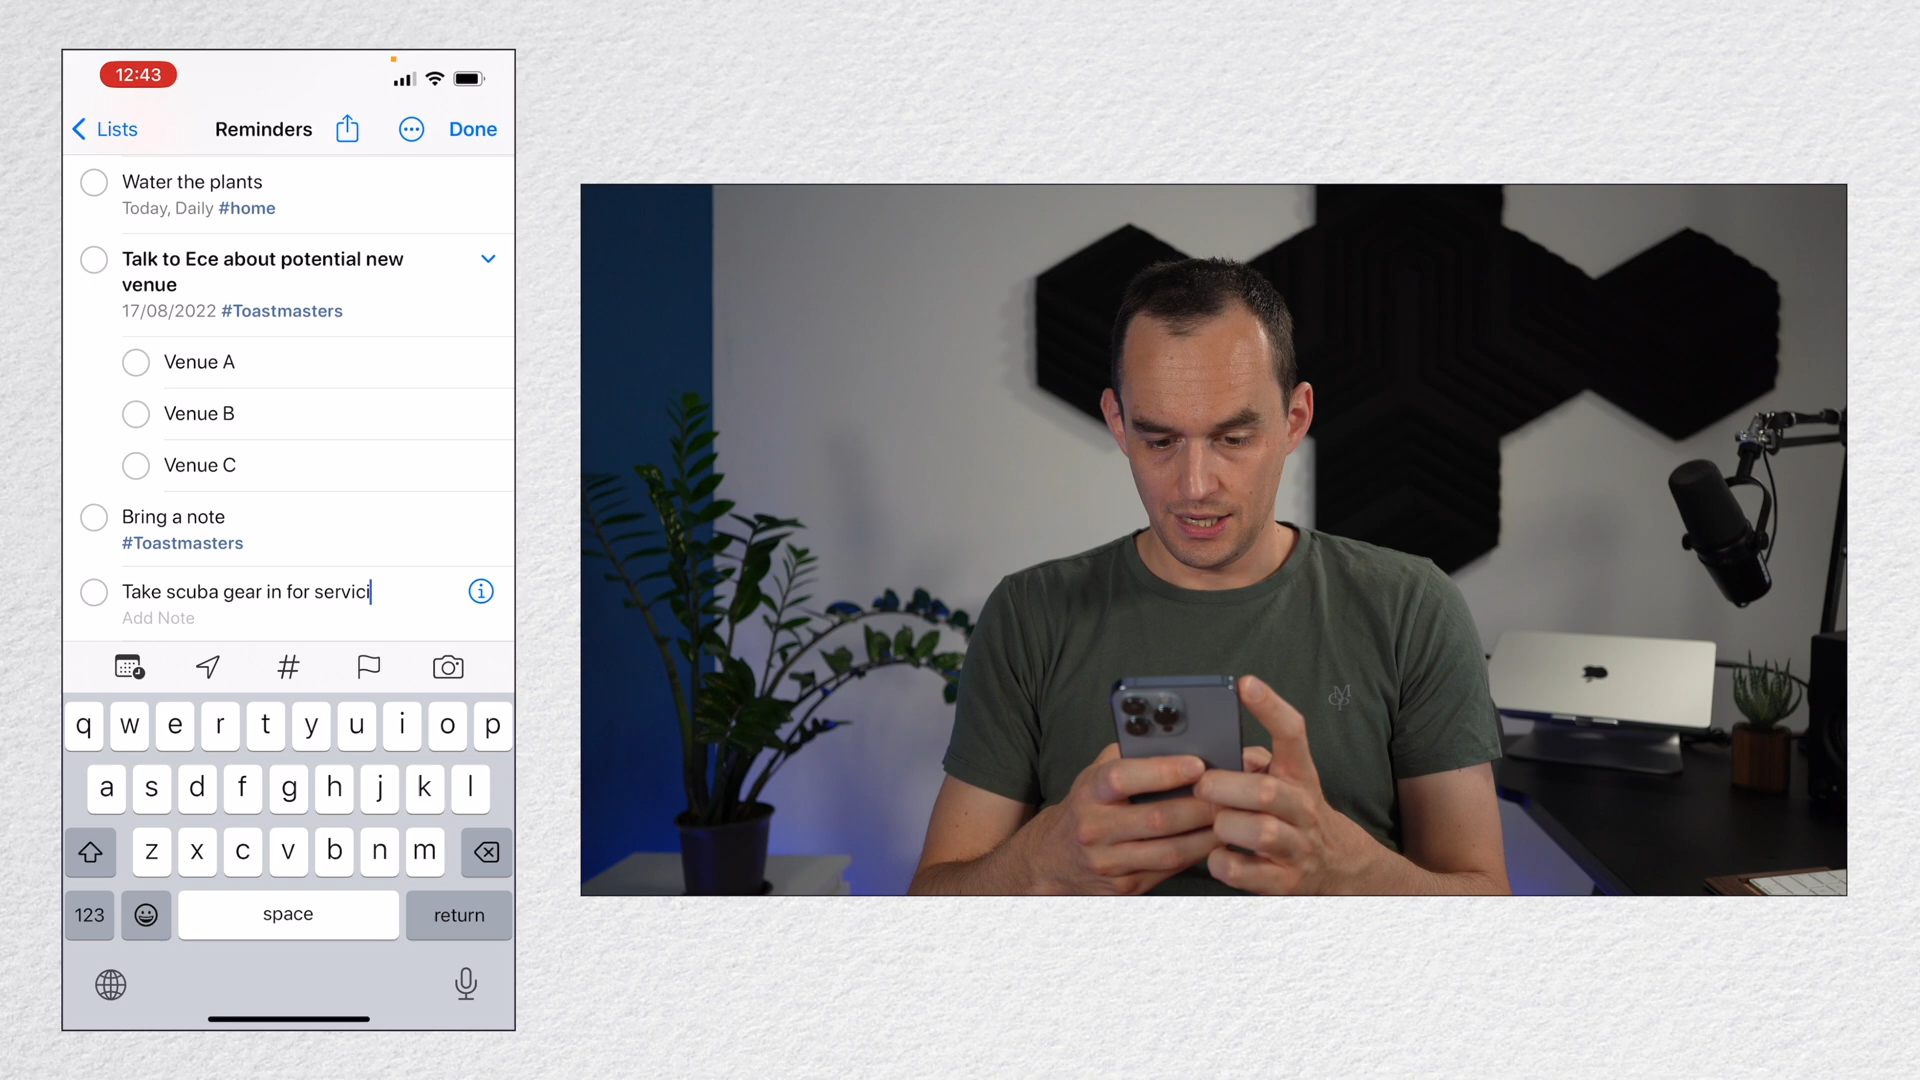 12:43
Lists
Reminders
Done
Water the plants
Today, Daily #home
Talk to Ece about potential new
venue
17/08/2022 #Toastmasters
Venue A
Venue B
Venue C
Bring a note
#Toastmasters
Take scuba gear in for servici
Add Note
#
q w e r t y u i o p
a s d f g h j k l
z x c v b n m
123 space return